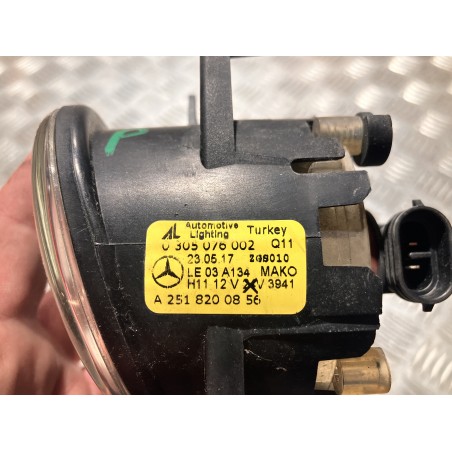 AL Automotive Lighting Turkey
0 305 076 002 Q11
23.05.17
LE 03 A134 MAKO
H11 12 V V 3941
A 251 820 08 56